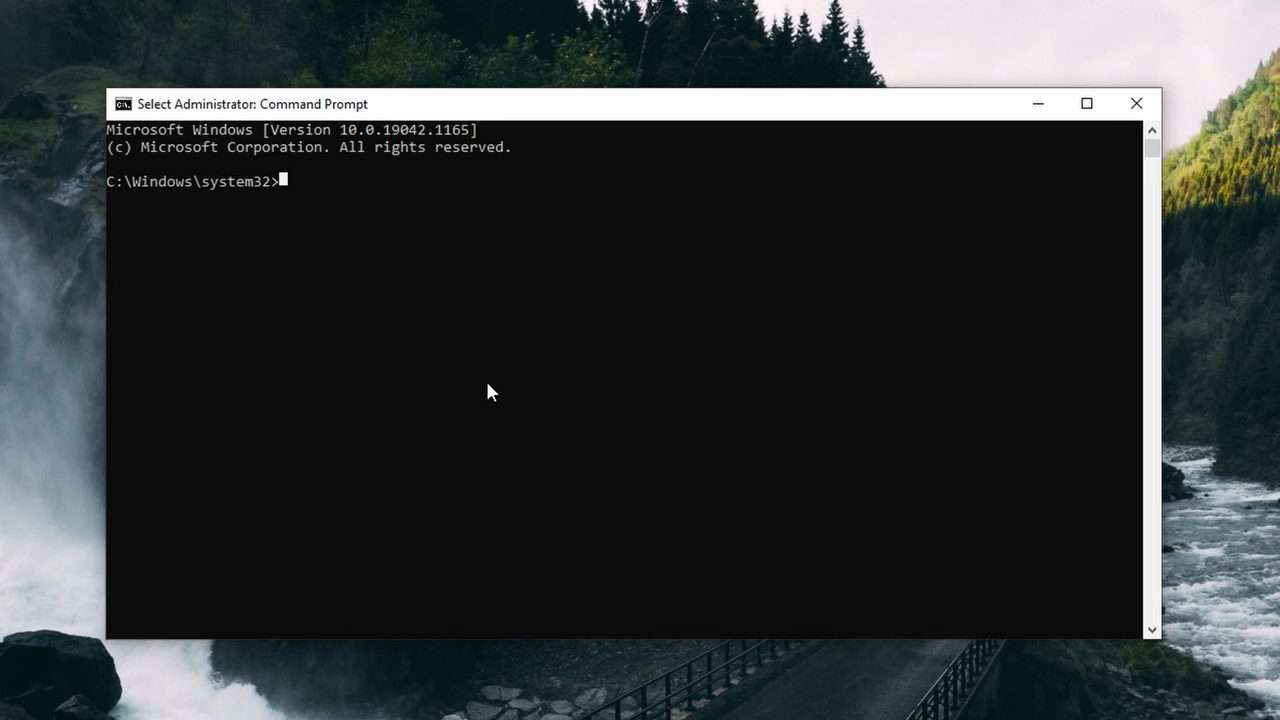 Select Administrator: Command Prompt
Microsoft Windows [Version 10.0.19042.1165]
(c) Microsoft Corporation. All rights reserved.
C:\Windows\system32>